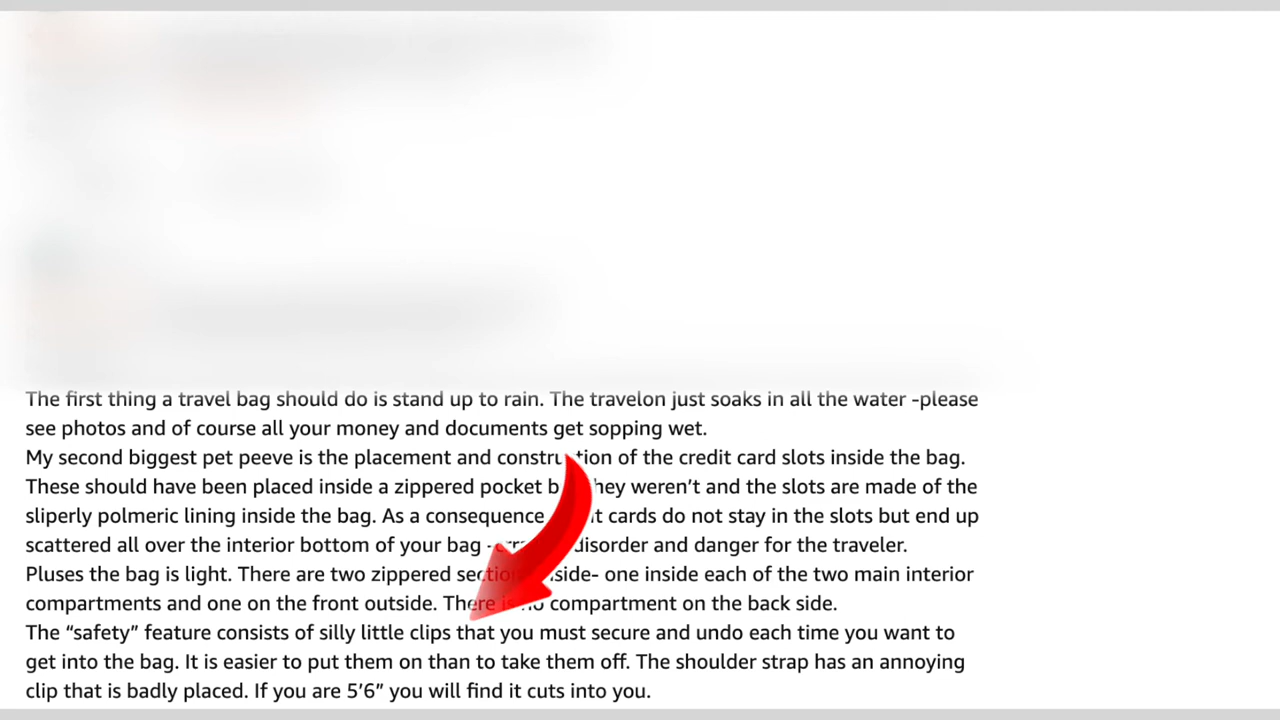 The first thing a travel bag should do is stand up to rain. The travelon just soaks in all the water -please
see photos and of course all your money and documents get sopping wet.
My second biggest pet peeve is the placement and construction of the credit card slots inside the bag.
These should have been placed inside a zippered pocket they weren't and the slots are made of the
sliperly polmeric lining inside the bag. As a consequence cards do not stay in the slots but end up
scattered all over the interior bottom of your bag disorder and danger for the traveler.
Pluses the bag is light. There are two zippered sections inside- one inside each of the two main interior
compartments and one on the front outside. There is no compartment on the back side.
The “safety” feature consists of silly little clips that you must secure and undo each time you want to
get into the bag. It is easier to put them on than to take them off. The shoulder strap has an annoying
clip that is badly placed. If you are 5’6” you will find it cuts into you.